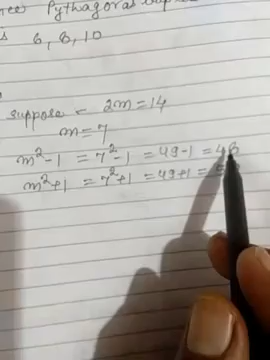 Pythagoras
6, 8, 10
suppose = 2m = 14
m = 7
m²-1 = 7²-1 = 49-1 = 48
m²+1 = 7²+1 = 49+1 =